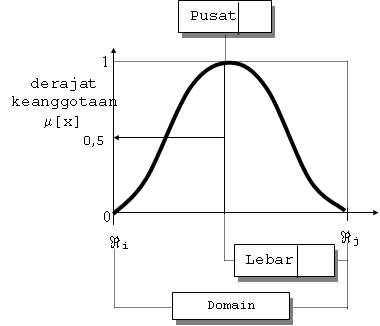 Pusat
1
derajat
keanggotaan
μ[x]
0,5
0
ℜi
ℜj
Lebar
Domain